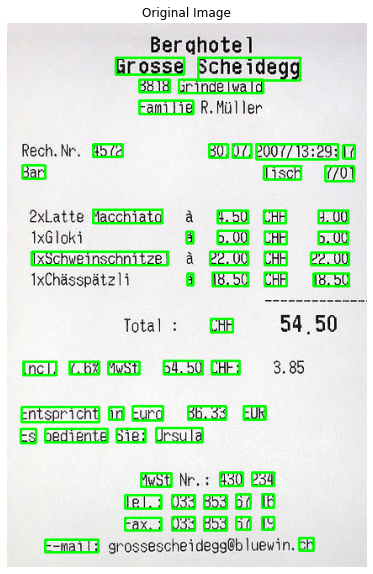 Original Image
Berghotel
Grosse Scheidegg
3818 Grindelwald
Familie R.Müller
Rech.Nr. 4572 30.07.2007/13:29:17
Bar Tisch 7/01
2xLatte Macchiato à 4.50 CHF 9.00
1xGloki à 5.00 CHF 5.00
1xSchweinschnitzel à 22.00 CHF 22.00
1xChässpätzli à 18.50 CHF 18.50
Total : CHF 54.50
Incl. 7.6% MwSt 54.50 CHF: 3.85
Entspricht in Euro 36.33 EUR
Es bediente Sie: Ursula
MwSt Nr. : 430 234
Tel.: 033 853 67 16
Fax.: 033 853 67 19
E-mail: grossescheidegg@bluewin.ch